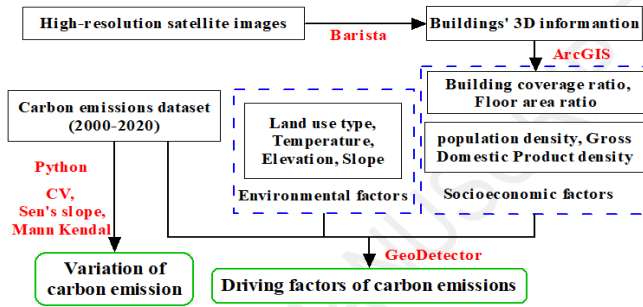 High-resolution satellite images
Barista
Buildings' 3D informantion
ArcGIS
Building coverage ratio,
Floor area ratio
Carbon emissions dataset
(2000-2020)
Land use type,
Temperature,
Elevation, Slope
population density, Gross
Domestic Product density
Environmental factors
Socioeconomic factors
Python
CV,
Sen's slope,
Mann Kendal
GeoDetector
Variation of
carbon emission
Driving factors of carbon emissions